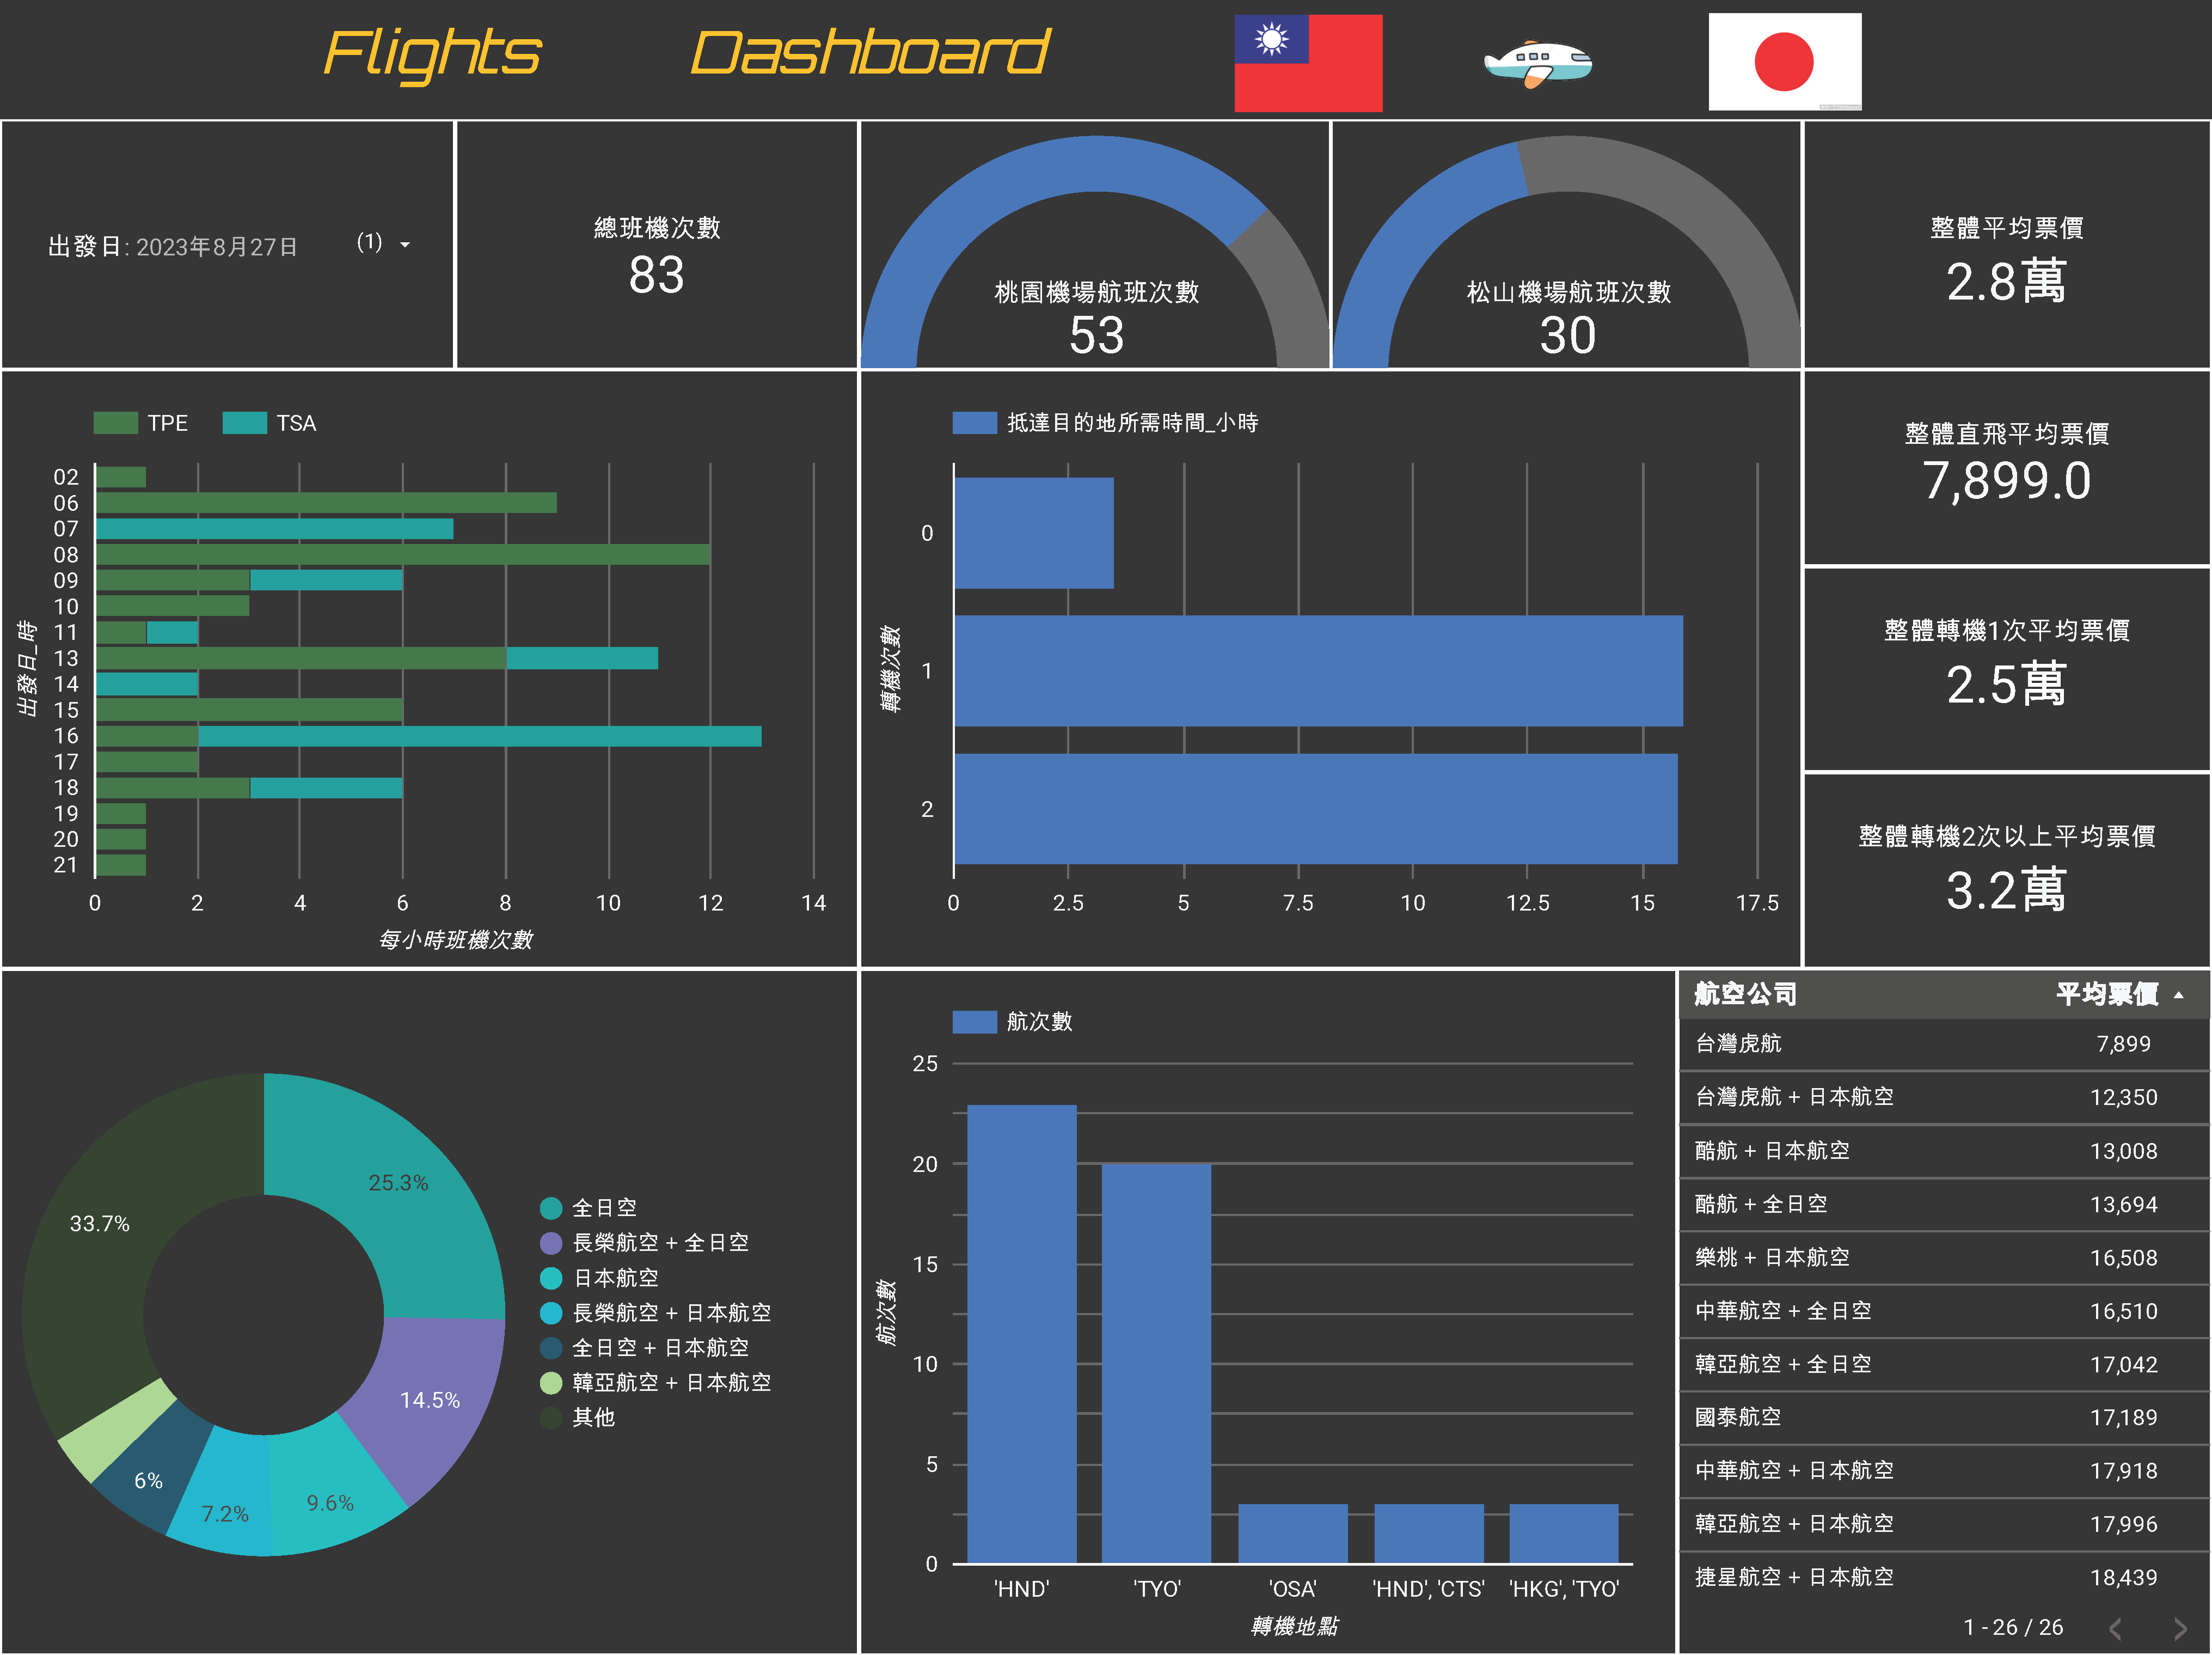 Flights Dashboard
出發日: 2023年8月27日 (1)
總班機次數
83
桃園機場航班次數
53
松山機場航班次數
30
整體平均票價
2.8萬
TPE TSA
出發日_時
02
06
07
08
09
10
11
13
14
15
16
17
18
19
20
21
0 2 4 6 8 10 12 14
每小時班機次數
抵達目的地所需時間_小時
轉機次數
0
1
2
0 2.5 5 7.5 10 12.5 15 17.5
整體直飛平均票價
7,899.0
整體轉機1次平均票價
2.5萬
整體轉機2次以上平均票價
3.2萬
25.3%
14.5%
9.6%
7.2%
6%
33.7%
全日空
長榮航空 + 全日空
日本航空
長榮航空 + 日本航空
全日空 + 日本航空
韓亞航空 + 日本航空
其他
航次數
航次數
25
20
15
10
5
0
'HND' 'TYO' 'OSA' 'HND', 'CTS' 'HKG', 'TYO'
轉機地點
航空公司 平均票價
台灣虎航 7,899
台灣虎航 + 日本航空 12,350
酷航 + 日本航空 13,008
酷航 + 全日空 13,694
樂桃 + 日本航空 16,508
中華航空 + 全日空 16,510
韓亞航空 + 全日空 17,042
國泰航空 17,189
中華航空 + 日本航空 17,918
韓亞航空 + 日本航空 17,996
捷星航空 + 日本航空 18,439
1 - 26 / 26